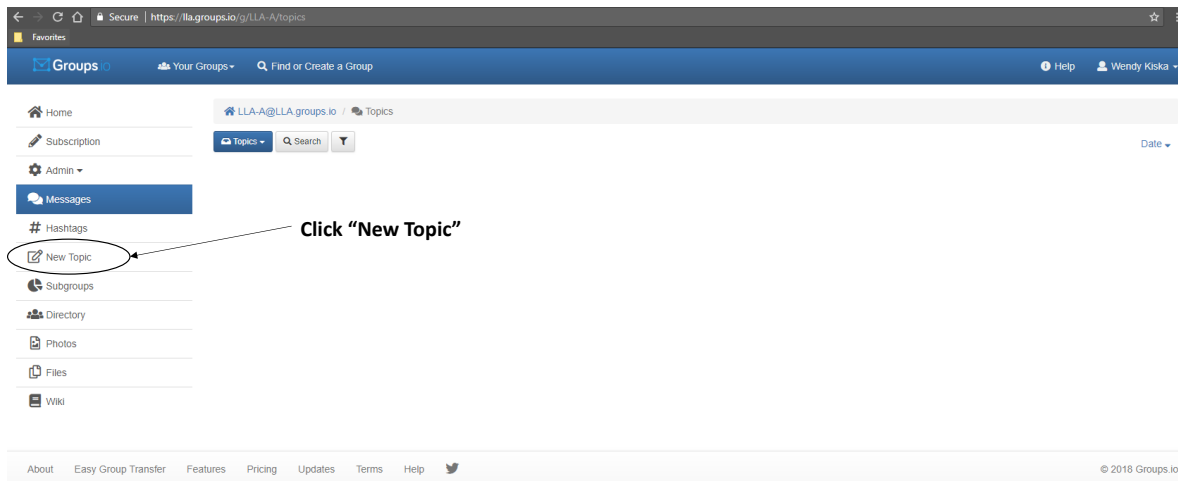 Secure | https://lla.groups.io/g/LLA-A/topics
Favorites
Groups.io Your Groups Find or Create a Group Help Wendy Kiska
Home
LLA-A@LLA.groups.io / Topics
Subscription
Topics Search Date
Admin
Messages
# Hashtags
Click “New Topic”
New Topic
Subgroups
Directory
Photos
Files
Wiki
About Easy Group Transfer Features Pricing Updates Terms Help © 2018 Groups.io